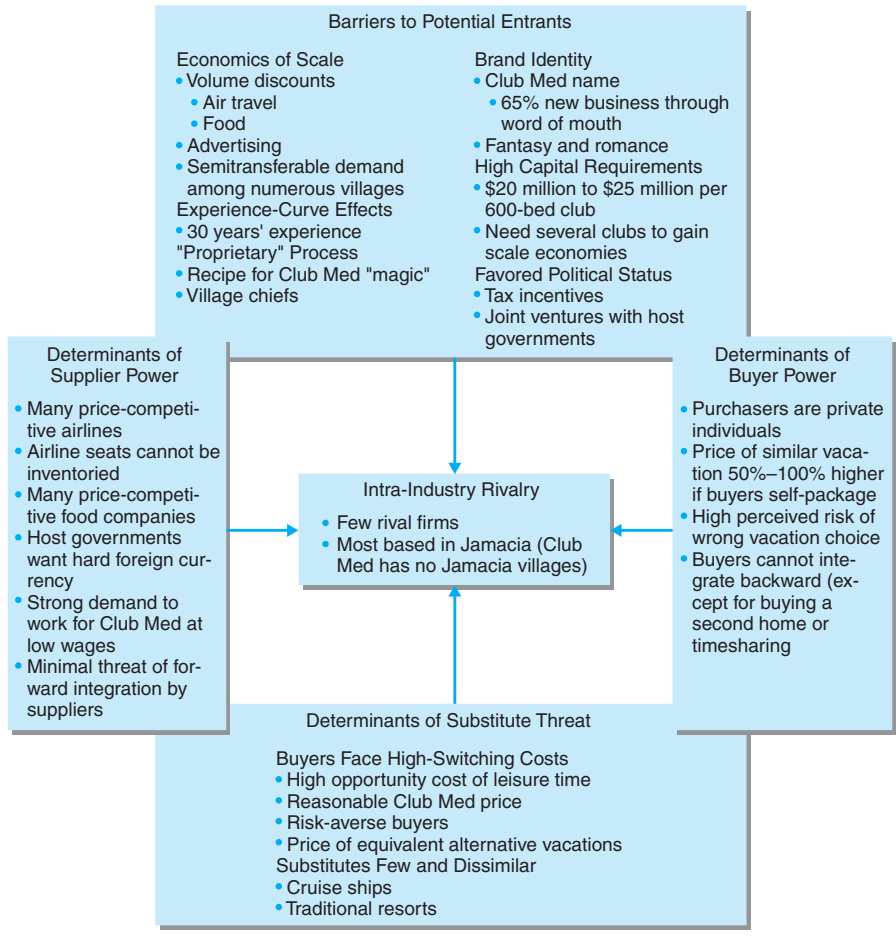 Barriers to Potential Entrants
Economics of Scale
• Volume discounts
• Air travel
• Food
• Advertising
• Semitransferable demand
among numerous villages
Experience-Curve Effects
• 30 years' experience
"Proprietary" Process
• Recipe for Club Med "magic"
• Village chiefs
Brand Identity
• Club Med name
• 65% new business through
word of mouth
• Fantasy and romance
High Capital Requirements
• $20 million to $25 million per
600-bed club
• Need several clubs to gain
scale economies
Favored Political Status
• Tax incentives
• Joint ventures with host
governments
Determinants of
Supplier Power
• Many price-competi-
tive airlines
• Airline seats cannot be
inventoried
• Many price-competi-
tive food companies
• Host governments
want hard foreign cur-
rency
• Strong demand to
work for Club Med at
low wages
• Minimal threat of for-
ward integration by
suppliers
Intra-Industry Rivalry
• Few rival firms
• Most based in Jamacia (Club
Med has no Jamacia villages)
Determinants of
Buyer Power
• Purchasers are private
individuals
• Price of similar vaca-
tion 50%–100% higher
if buyers self-package
• High perceived risk of
wrong vacation choice
• Buyers cannot inte-
grate backward (ex-
cept for buying a
second home or
timesharing
Determinants of Substitute Threat
Buyers Face High-Switching Costs
• High opportunity cost of leisure time
• Reasonable Club Med price
• Risk-averse buyers
• Price of equivalent alternative vacations
Substitutes Few and Dissimilar
• Cruise ships
• Traditional resorts